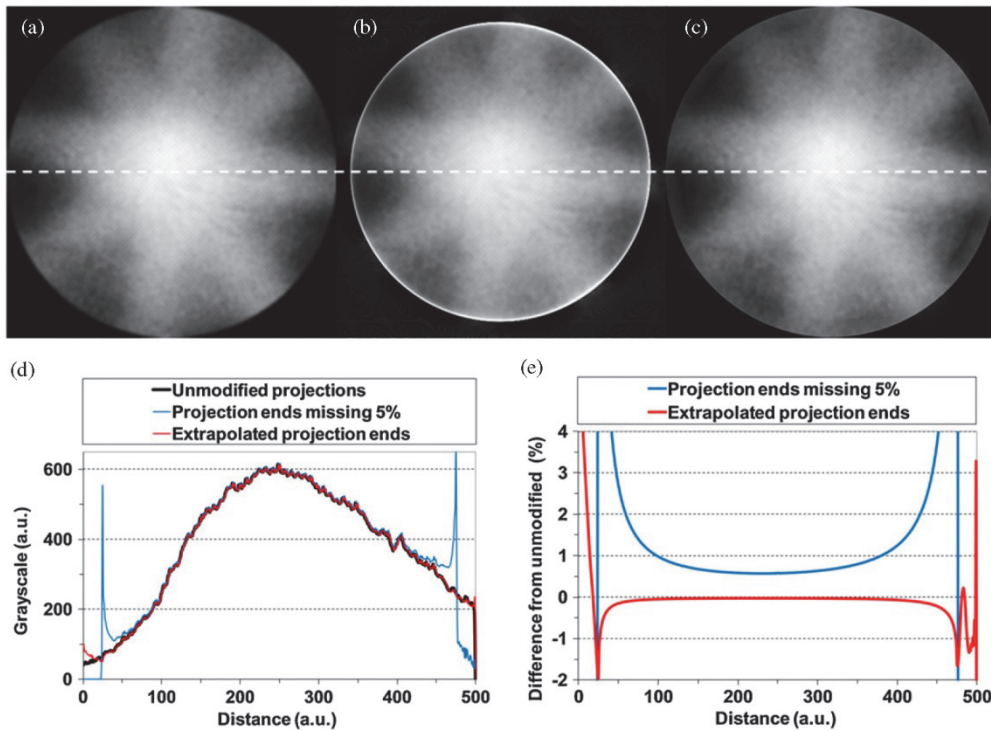 (a) (b) (c)
(d)
Unmodified projections
Projection ends missing 5%
Extrapolated projection ends
600
400
200
0
0 100 200 300 400 500
Grayscale (a.u.)
Distance (a.u.)
(e)
Projection ends missing 5%
Extrapolated projection ends
4
3
2
1
0
-1
-2
0 100 200 300 400 500
Difference from unmodified (%)
Distance (a.u.)